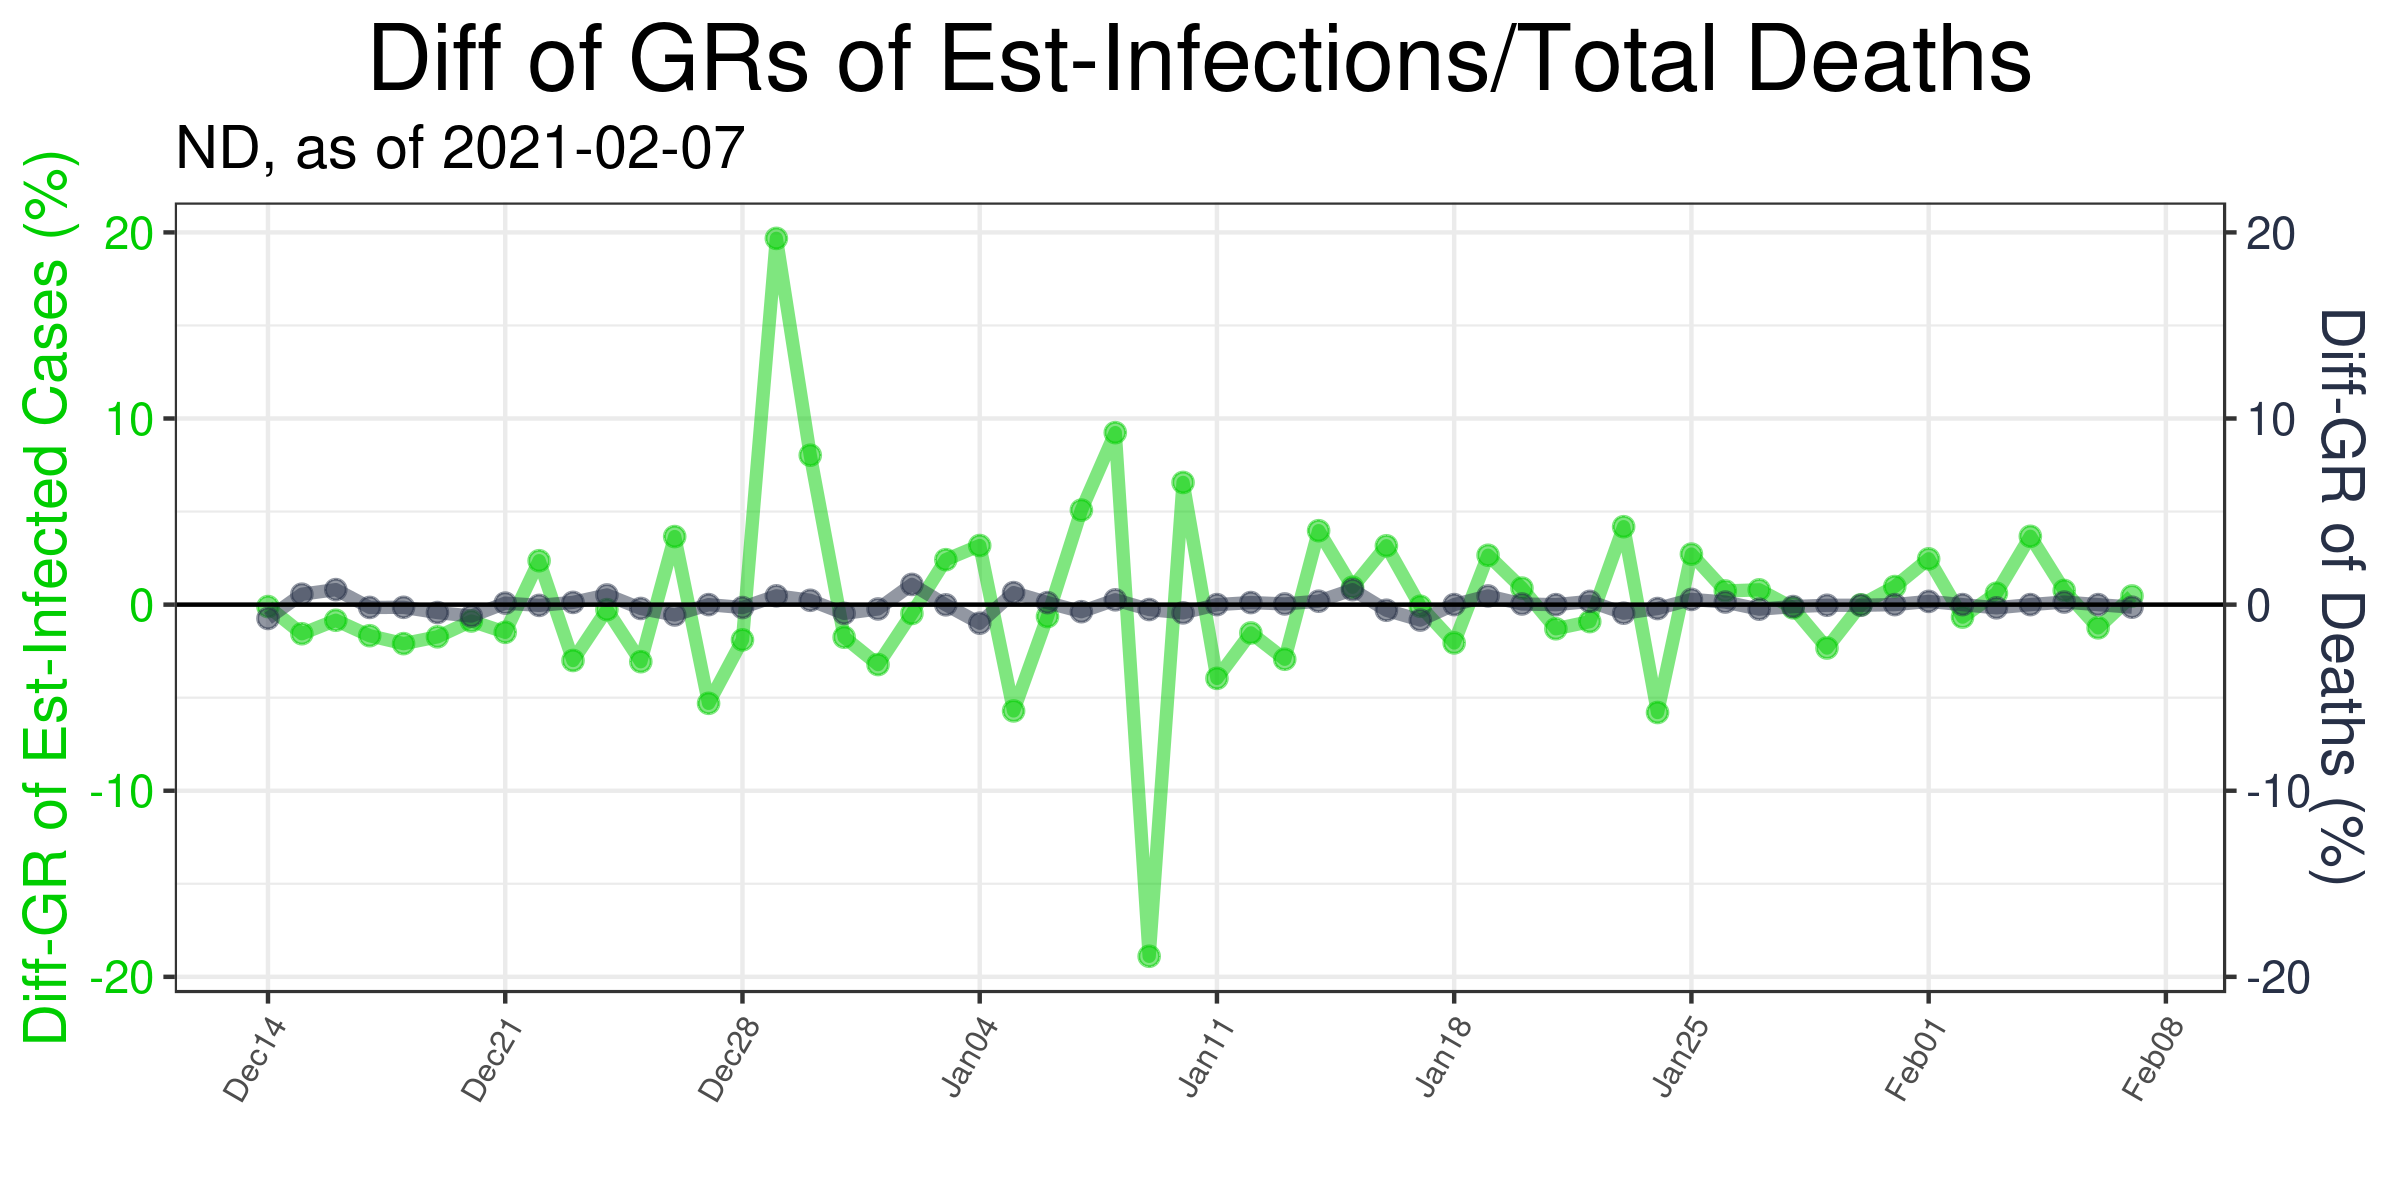 Diff of GRs of Est-Infections/Total Deaths
ND, as of 2021-02-07
Diff-GR of Est-Infected Cases (%)
20
10
0
-10
-20
20
10
0
-10
-20
Diff-GR of Deaths (%)
Dec14
Dec21
Dec28
Jan04
Jan11
Jan18
Jan25
Feb01
Feb08